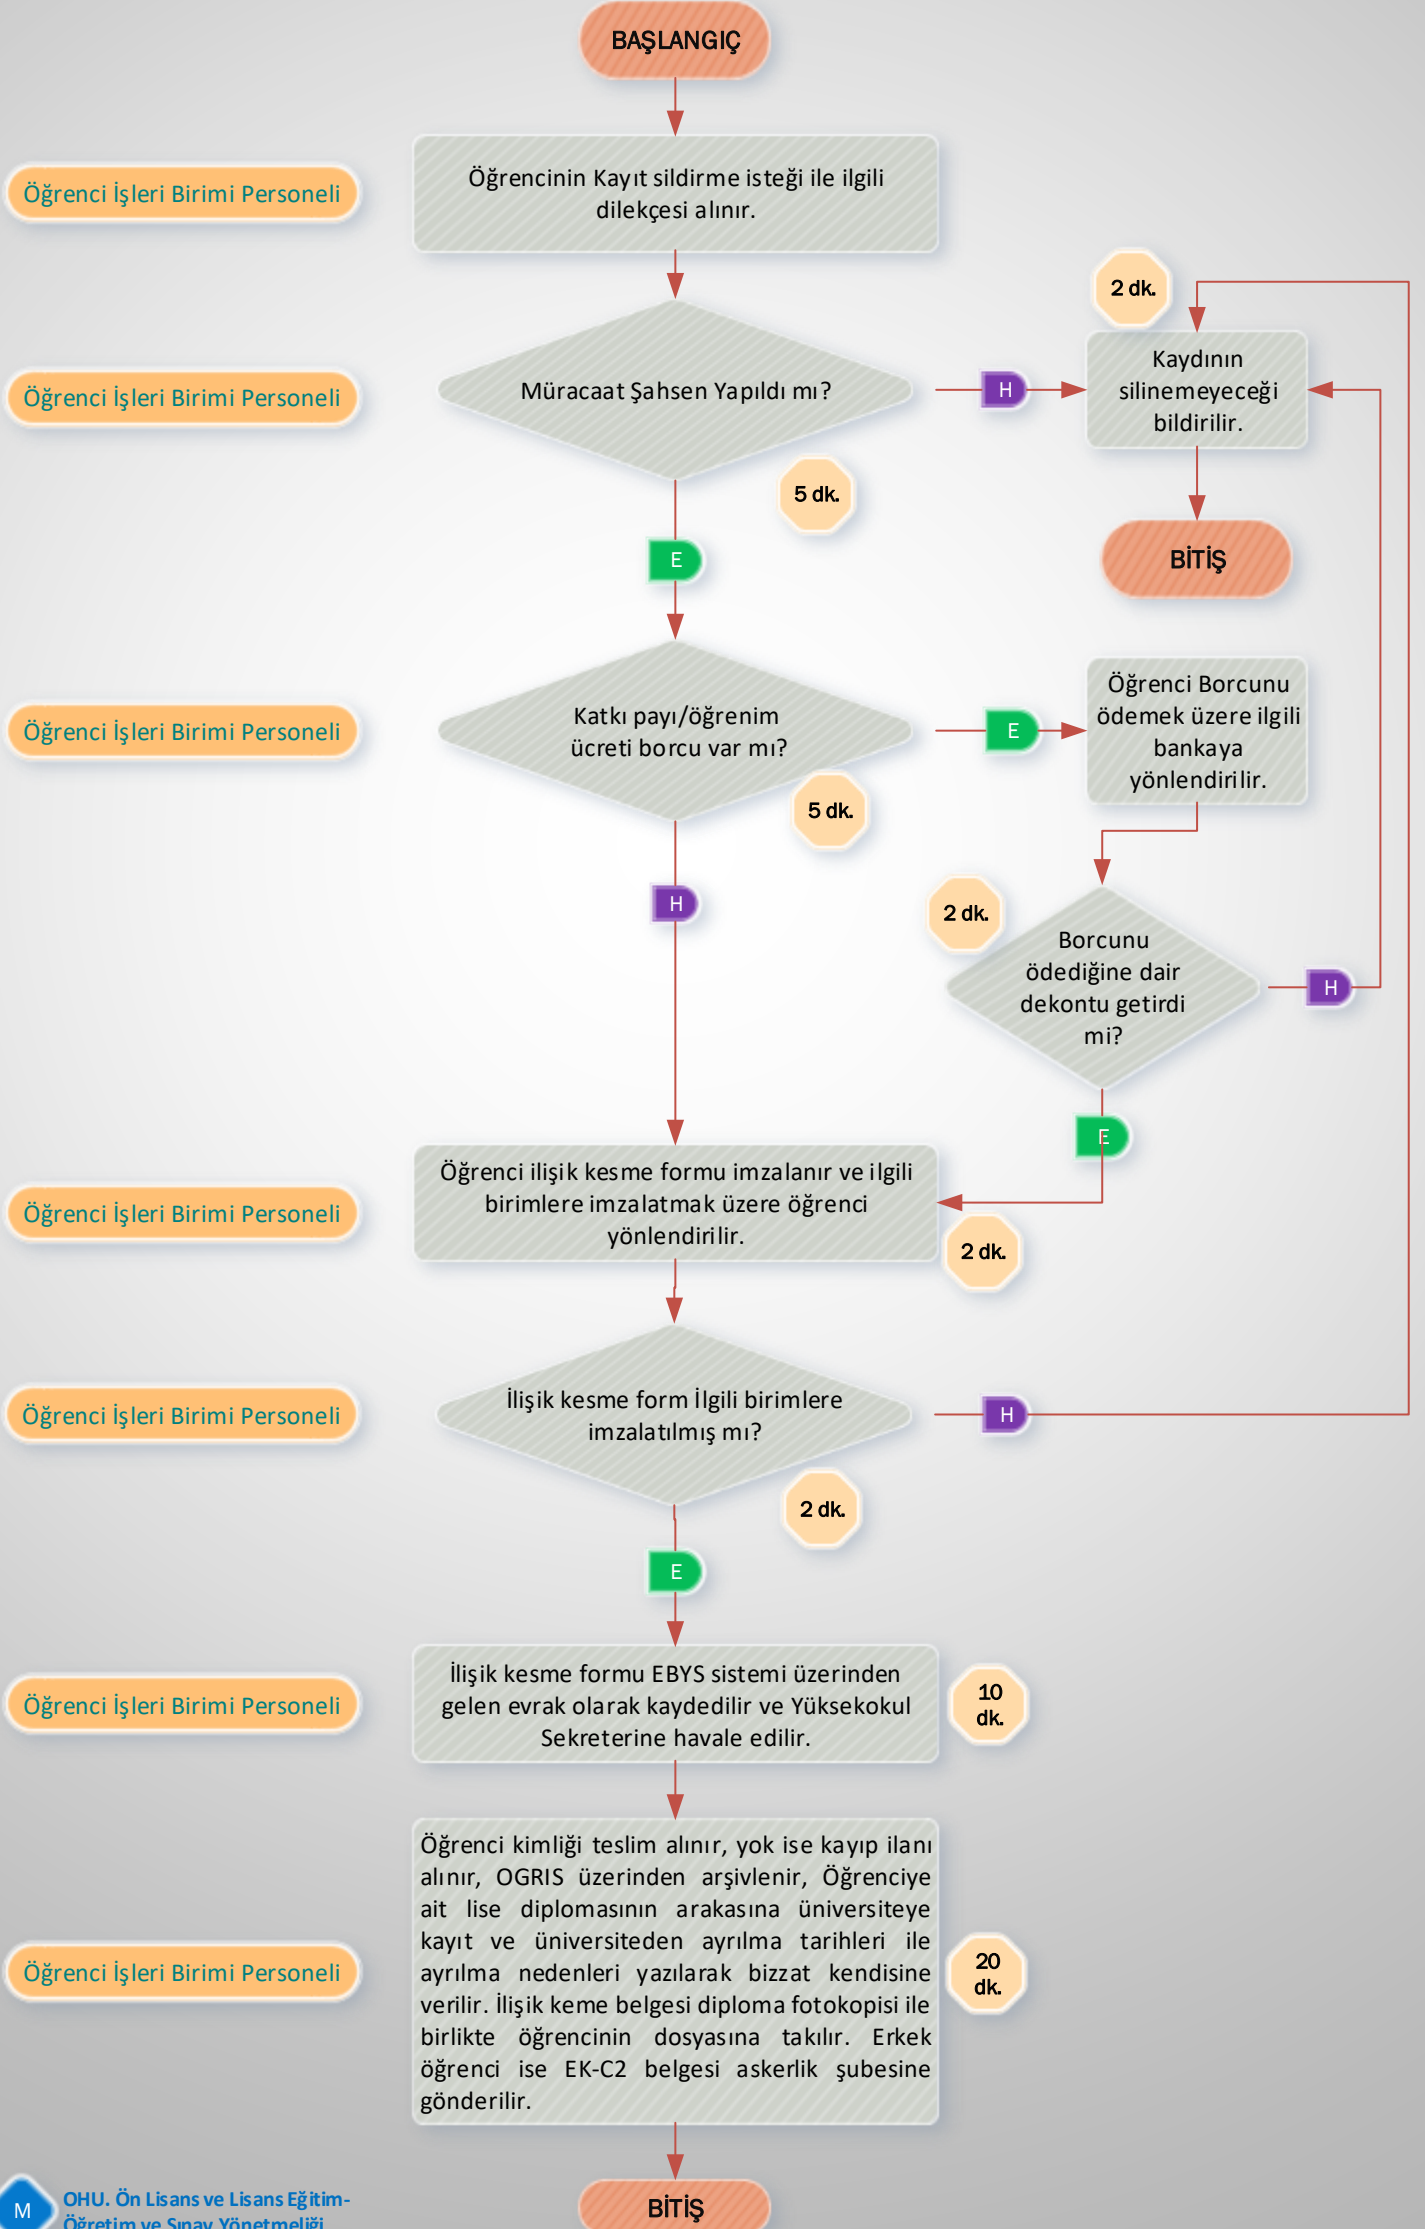 BAŞLANGIÇ
Öğrenci İşleri Birimi Personeli
Öğrencinin Kayıt sildirme isteği ile ilgili
dilekçesi alınır.
2 dk.
Öğrenci İşleri Birimi Personeli
Müracaat Şahsen Yapıldı mı?
H
Kaydının
silinemeyeceği
bildirilir.
5 dk.
E
BİTİŞ
Öğrenci İşleri Birimi Personeli
Katkı payı/öğrenim
ücreti borcu var mı?
E
Öğrenci Borcunu
ödemek üzere ilgili
bankaya
yönlendirilir.
5 dk.
H
2 dk.
Borcunu
ödediğine dair
dekontu getirdi
mi?
H
E
Öğrenci İşleri Birimi Personeli
Öğrenci ilişik kesme formu imzalanır ve ilgili
birimlere imzalatmak üzere öğrenci
yönlendirilir.
2 dk.
Öğrenci İşleri Birimi Personeli
İlişik kesme form İlgili birimlere
imzalatılmış mı?
H
2 dk.
E
Öğrenci İşleri Birimi Personeli
İlişik kesme formu EBYS sistemi üzerinden
gelen evrak olarak kaydedilir ve Yüksekokul
Sekreterine havale edilir.
10
dk.
Öğrenci İşleri Birimi Personeli
Öğrenci kimliği teslim alınır, yok ise kayıp ilanı
alınır, OGRIS üzerinden arşivlenir, Öğrenciye
ait lise diplomasının arakasına üniversiteye
kayıt ve üniversiteden ayrılma tarihleri ile
ayrılma nedenleri yazılarak bizzat kendisine
verilir. İlişik keme belgesi diploma fotokopisi ile
birlikte öğrencinin dosyasına takılır. Erkek
öğrenci ise EK-C2 belgesi askerlik şubesine
gönderilir.
20
dk.
BİTİŞ
M
OHU. Ön Lisans ve Lisans Eğitim-
Öğretim ve Sınav Yönetmeliği